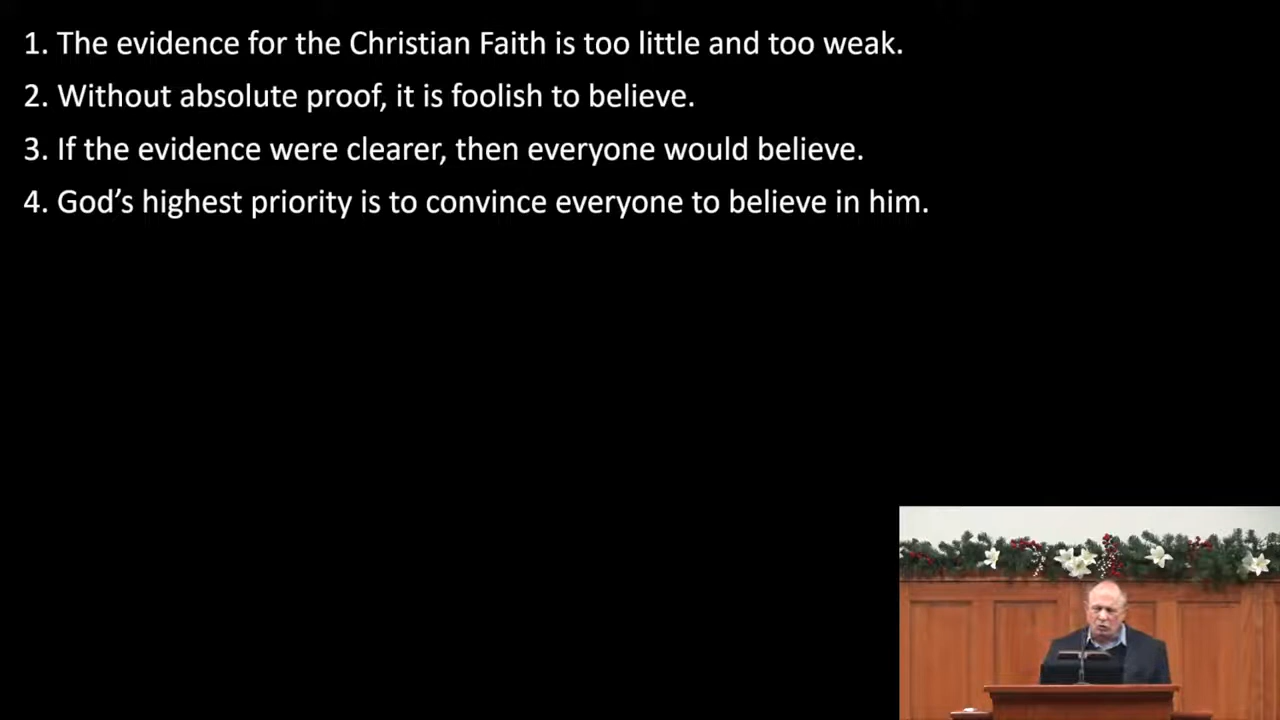 1. The evidence for the Christian Faith is too little and too weak.
2. Without absolute proof, it is foolish to believe.
3. If the evidence were clearer, then everyone would believe.
4. God’s highest priority is to convince everyone to believe in him.